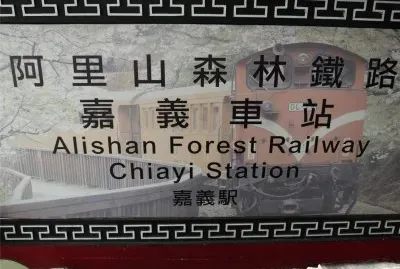 阿里山森林鐵路
嘉義車站
Alishan Forest Railway
Chiayi Station
嘉義駅